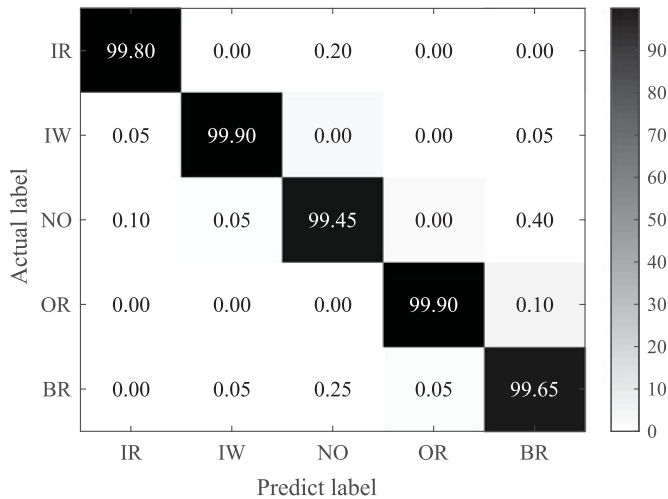 IR 99.80 0.00 0.20 0.00 0.00
IW 0.05 99.90 0.00 0.00 0.05
NO 0.10 0.05 99.45 0.00 0.40
OR 0.00 0.00 0.00 99.90 0.10
BR 0.00 0.05 0.25 0.05 99.65
IR IW NO OR BR
Predict label
Actual label
90
80
70
60
50
40
30
20
10
0